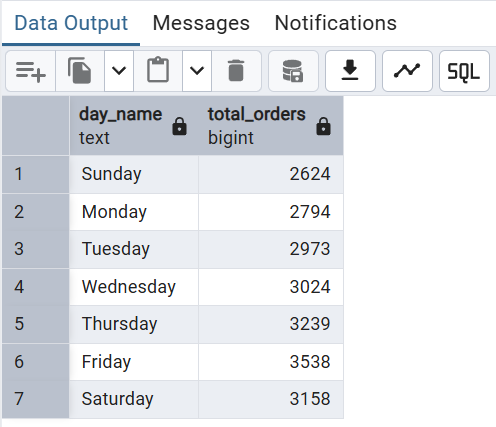 Data Output Messages Notifications
SQL
day_name total_orders
text bigint
1 Sunday 2624
2 Monday 2794
3 Tuesday 2973
4 Wednesday 3024
5 Thursday 3239
6 Friday 3538
7 Saturday 3158